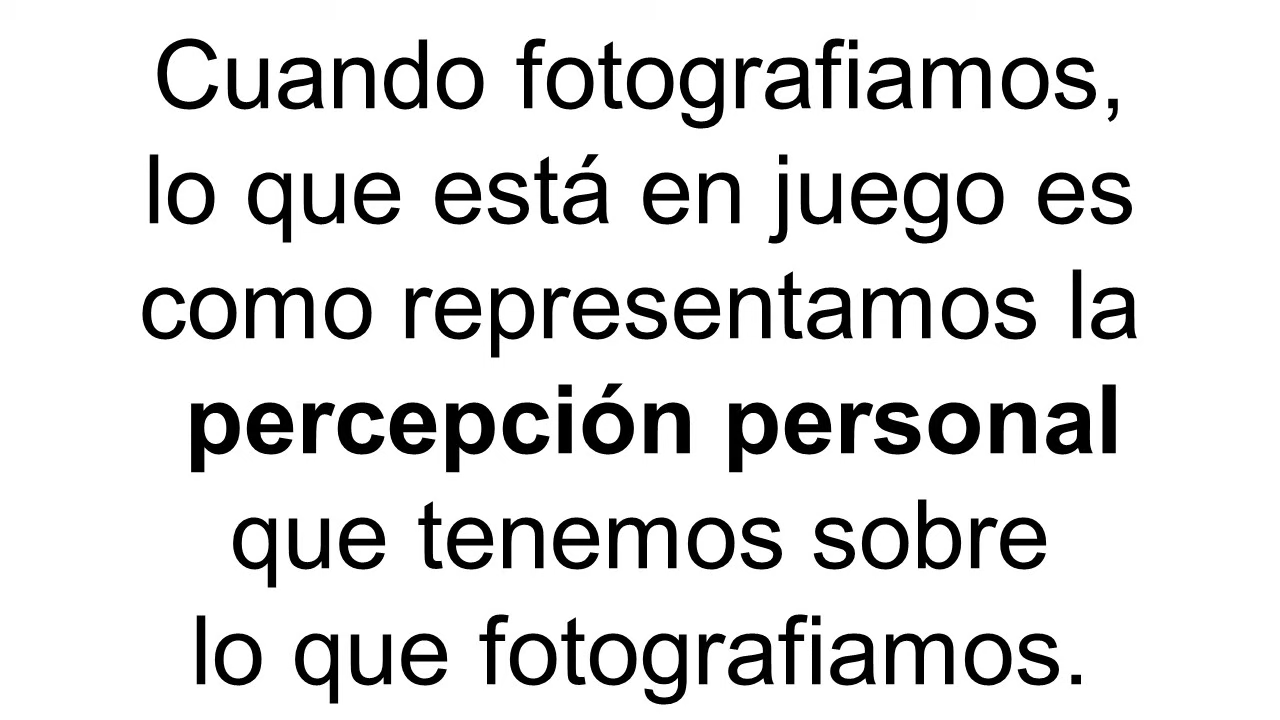 Cuando fotografiamos,
lo que está en juego es
como representamos la
percepción personal
que tenemos sobre
lo que fotografiamos.